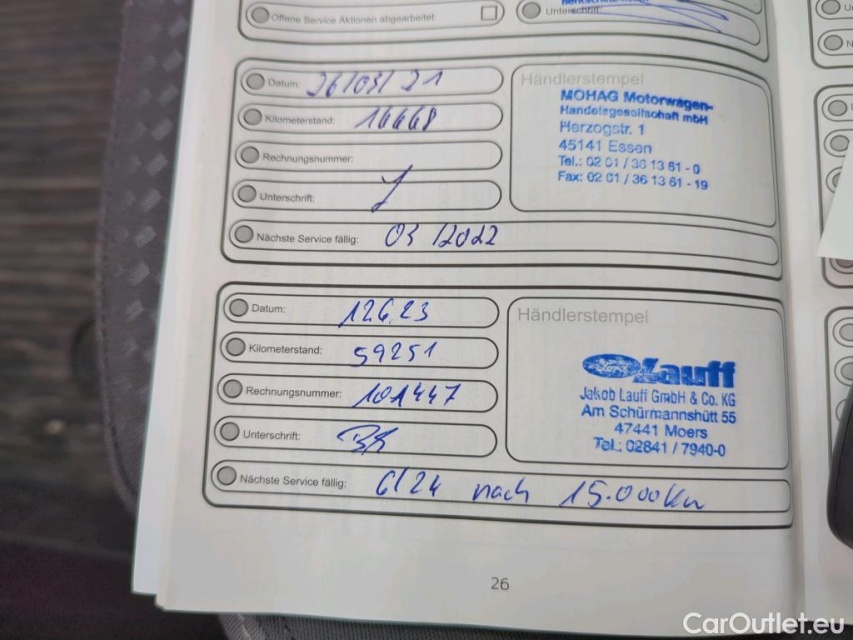 Offene Service Aktionen abgearbeitet
Unterschrift:
Datum: 26/03/21
Händlerstempel
MOHAG Motorwagen-
Handelsgesellschaft mbH
Herzogstr. 1
45141 Essen
Tel.: 02 01 / 36 13 61 - 0
Fax: 02 01 / 36 13 61 - 19
Kilometerstand: 16668
Rechnungsnummer:
Unterschrift:
Nächste Service fällig: 03/2022
Datum: 12.6.23
Händlerstempel
Lauff
Jakob Lauff GmbH & Co. KG
Am Schürmannshütt 55
47441 Moers
Tel.: 02841 / 7940-0
Kilometerstand: 59251
Rechnungsnummer: 101447
Unterschrift:
Nächste Service fällig: 6/24 nach 15.000km
26
CarOutlet.eu